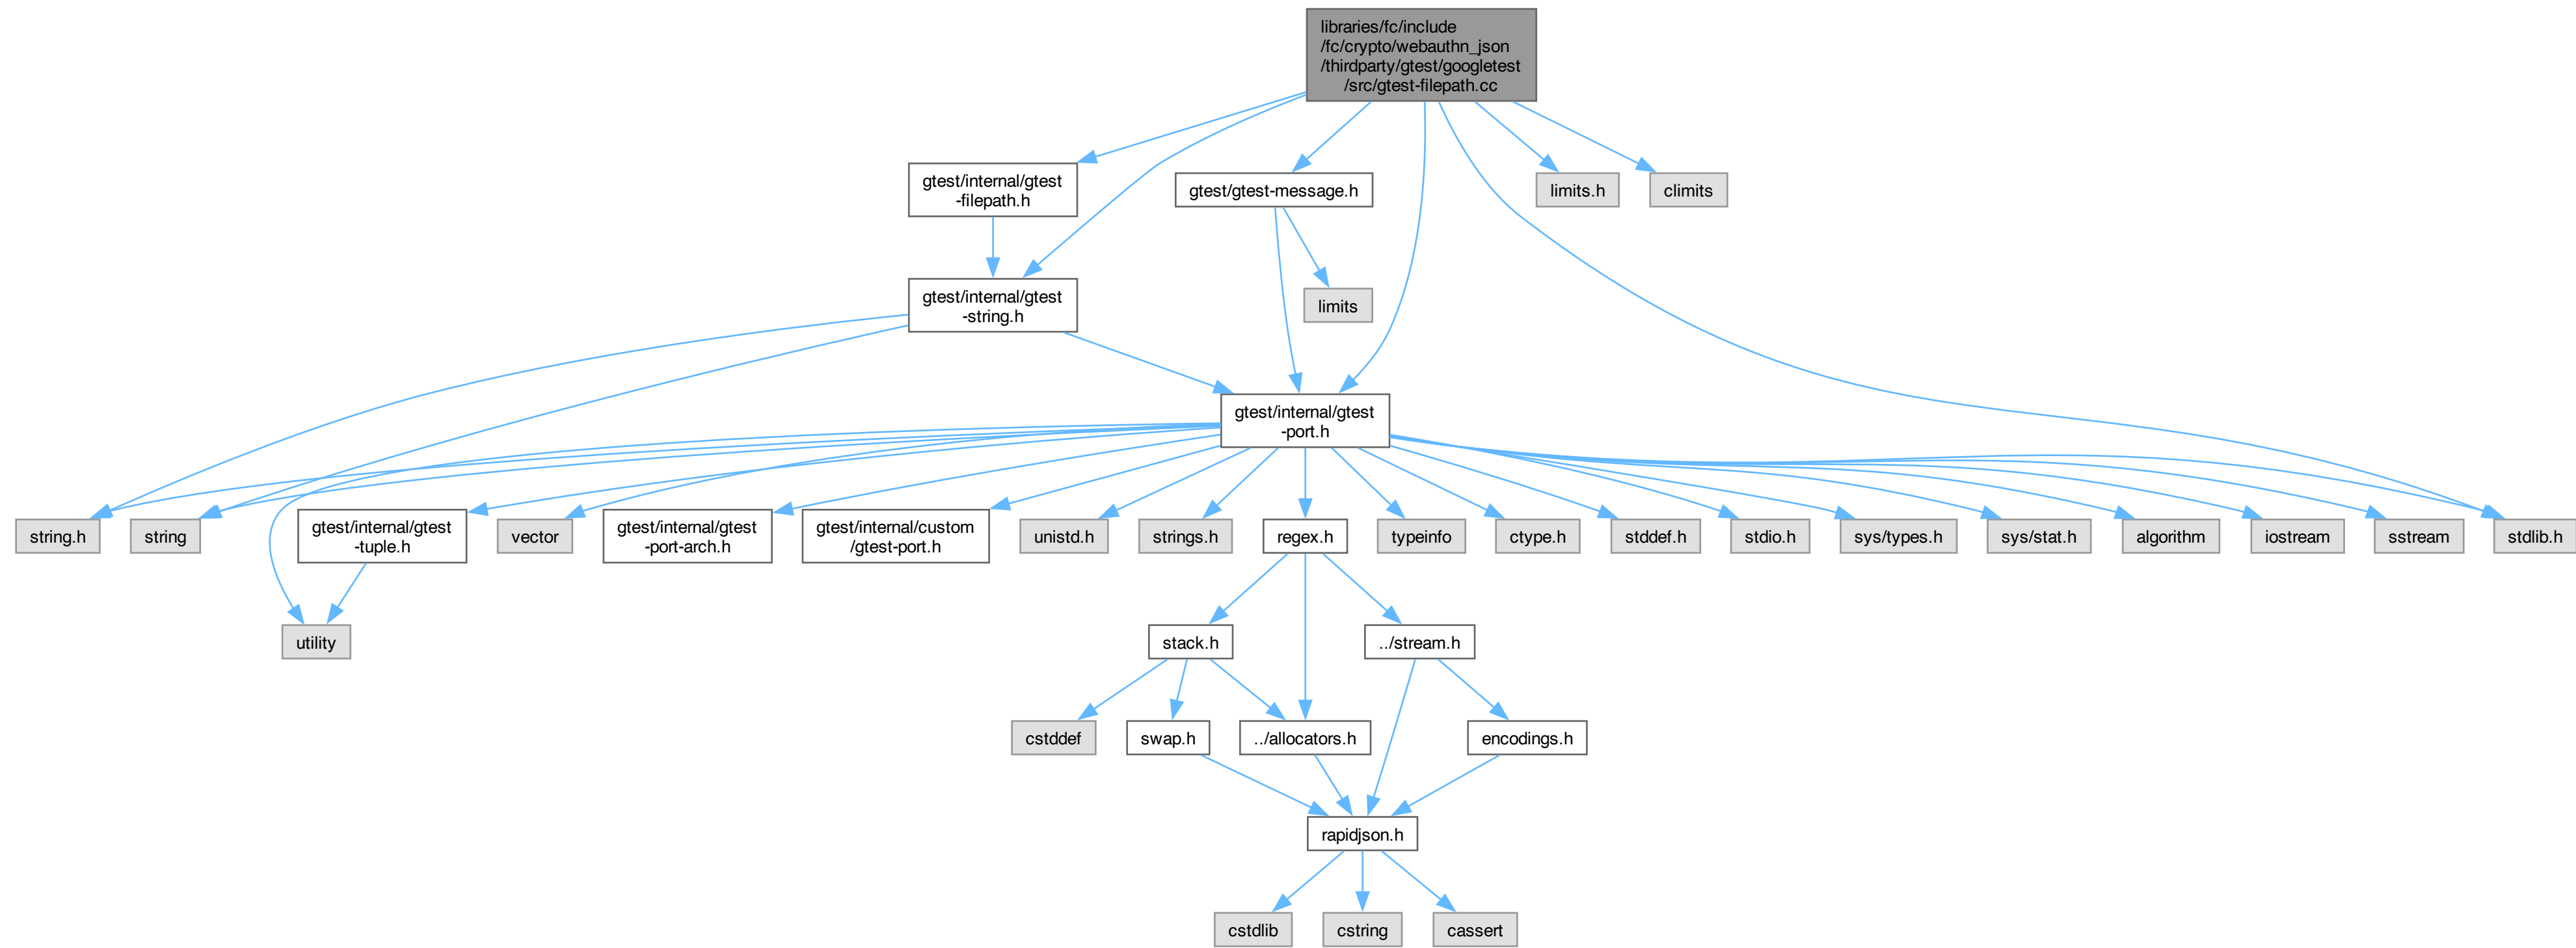 libraries/fc/include
/fc/crypto/webauthn_json
/thirdparty/gtest/googletest
/src/gtest-filepath.cc
gtest/internal/gtest
-filepath.h
gtest/gtest-message.h
limits.h
climits
gtest/internal/gtest
-string.h
limits
gtest/internal/gtest
-port.h
string.h
string
gtest/internal/gtest
-tuple.h
vector
gtest/internal/gtest
-port-arch.h
gtest/internal/custom
/gtest-port.h
unistd.h
strings.h
regex.h
typeinfo
ctype.h
stddef.h
stdio.h
sys/types.h
sys/stat.h
algorithm
iostream
sstream
stdlib.h
utility
stack.h
../stream.h
cstddef
swap.h
../allocators.h
encodings.h
rapidjson.h
cstdlib
cstring
cassert